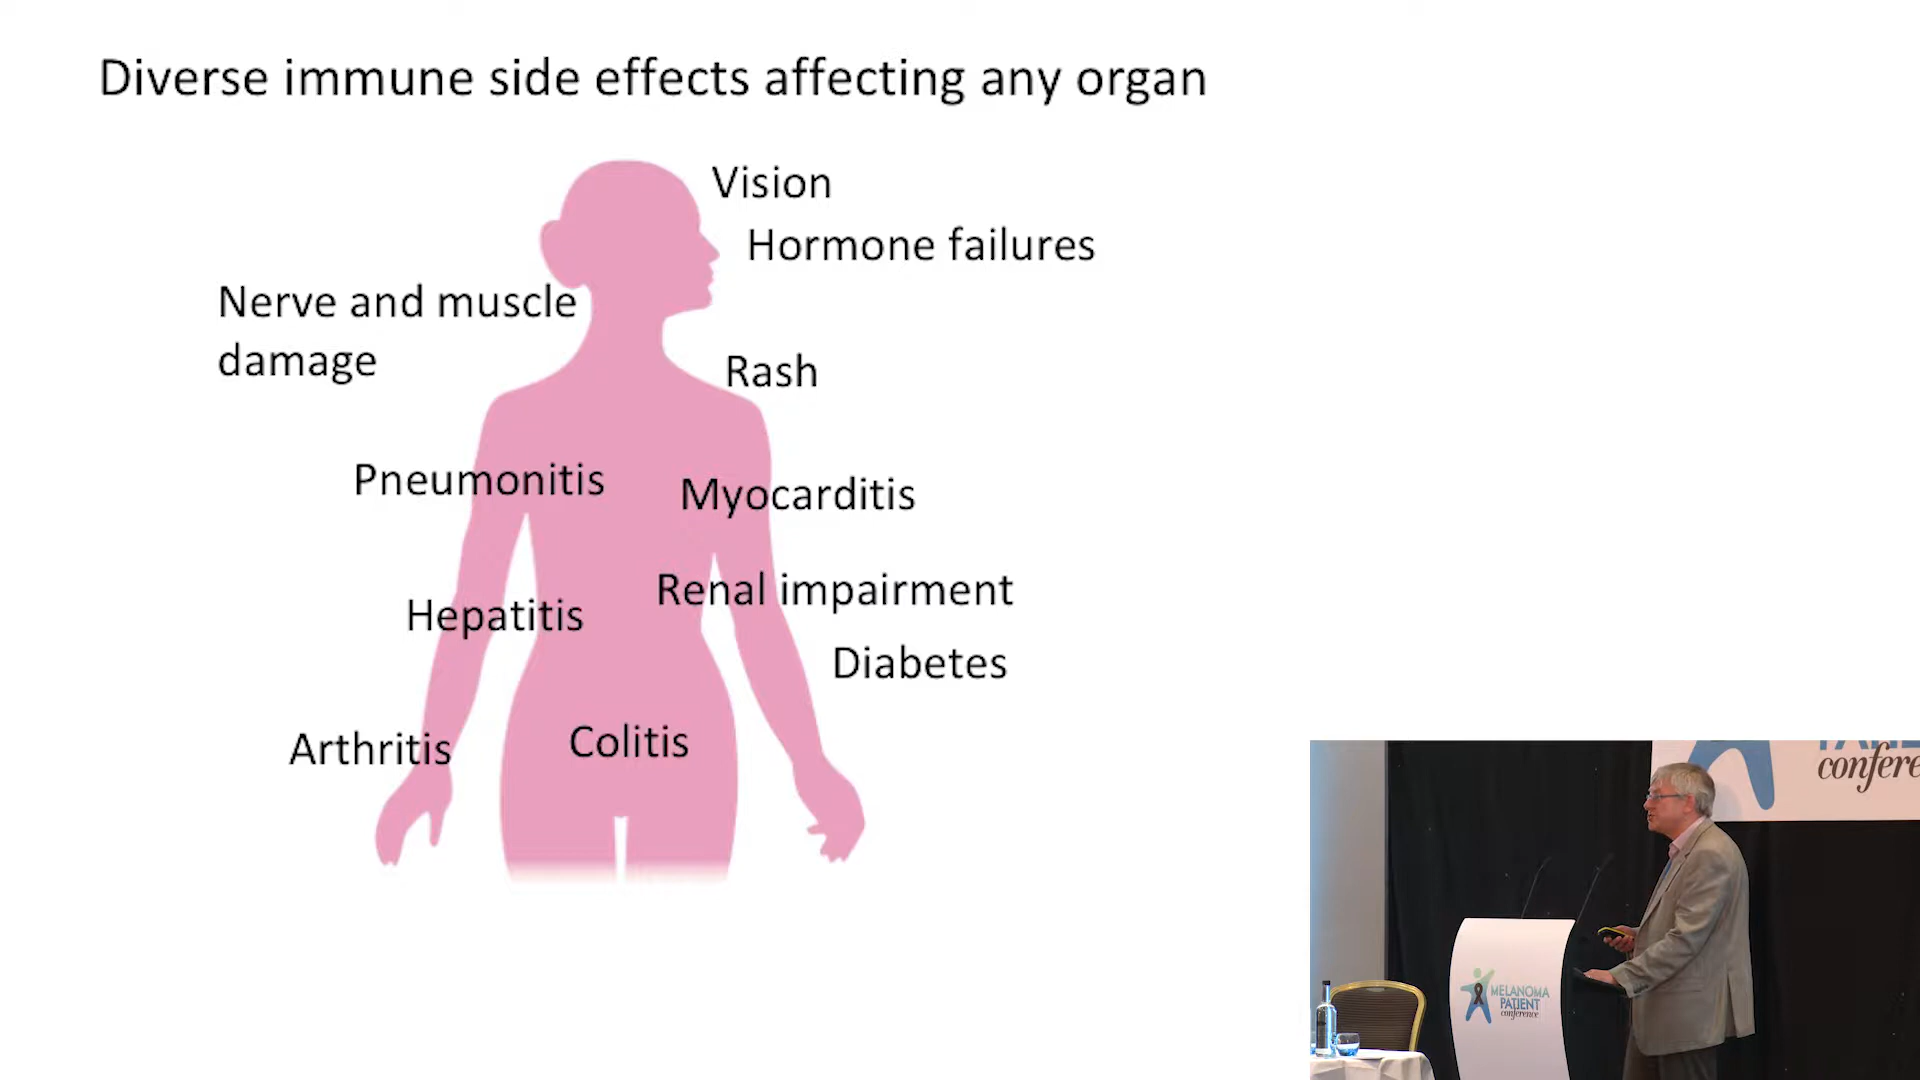 Diverse immune side effects affecting any organ
Vision
Hormone failures
Nerve and muscle
damage
Rash
Pneumonitis
Myocarditis
Renal impairment
Hepatitis
Diabetes
Arthritis
Colitis
MELANOMA
PATIENT
conference